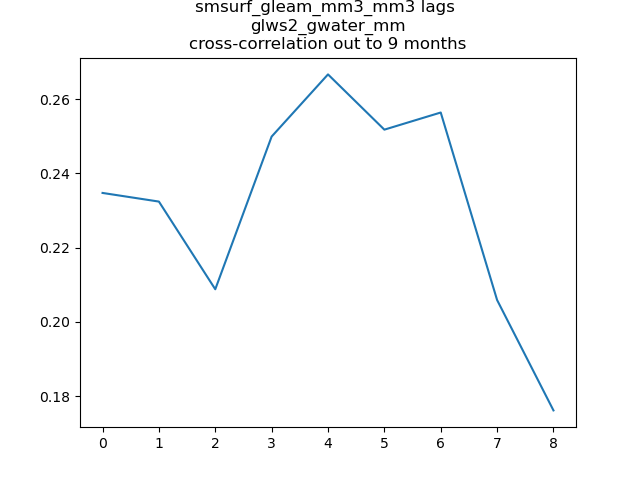 smsurf_gleam_mm3_mm3 lags
glws2_gwater_mm
cross-correlation out to 9 months
0.26
0.24
0.22
0.20
0.18
0 1 2 3 4 5 6 7 8